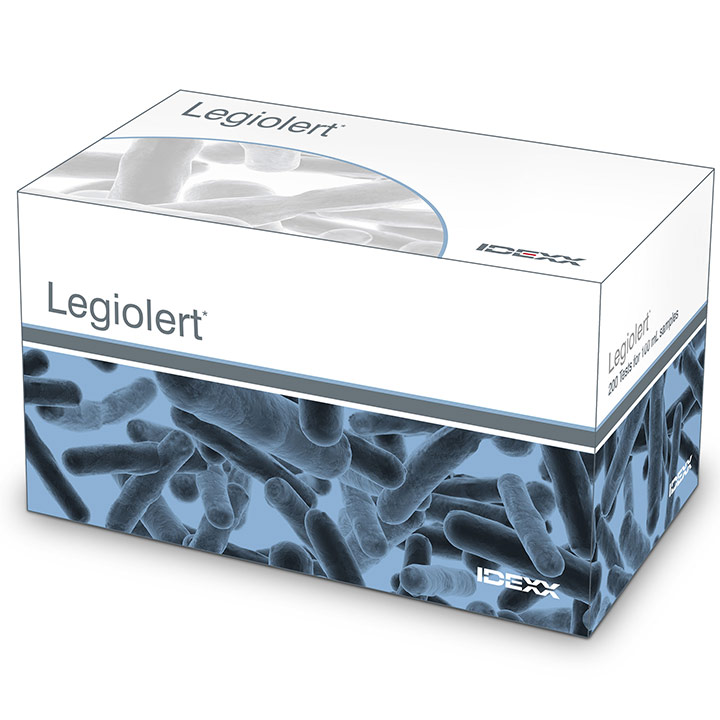 Legiolert*
IDEXX
Legiolert*
IDEXX
Legiolert*
200 Tests for 100 mL samples
IDEXX